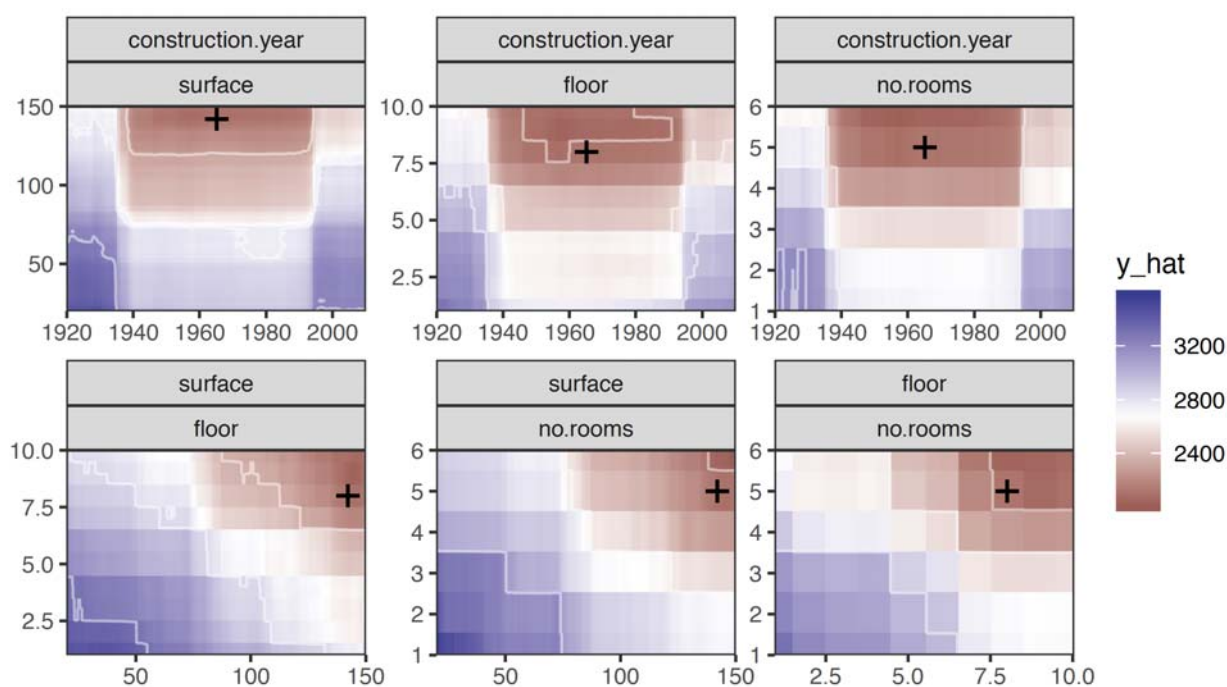 construction.year construction.year construction.year
surface floor no.rooms
150 10.0 6
5
100 7.5 4
5.0 3
50 2.5 2
1
1920 1940 1960 1980 2000 1920 1940 1960 1980 2000 1920 1940 1960 1980 2000
y_hat
3200
2800
2400
surface surface floor
floor no.rooms no.rooms
10.0 6 6
7.5 5 5
5.0 4 4
3 3
2.5 2 2
1 1
50 100 150 50 100 150 2.5 5.0 7.5 10.0